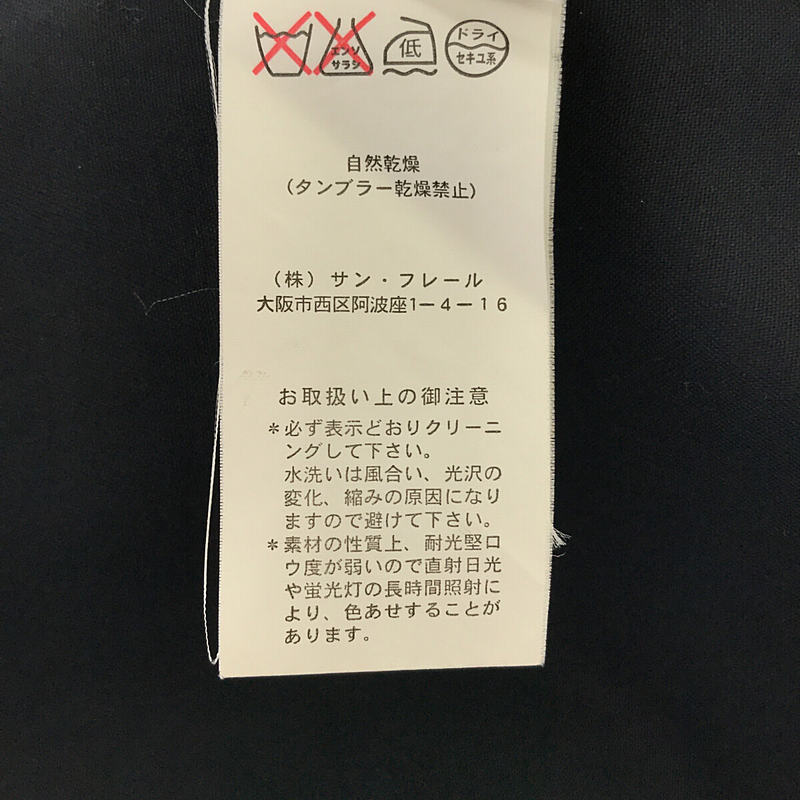 エンソ
サラシ
低
ドライ
セキユ系
自然乾燥
（タンブラー乾燥禁止）
（株）サン・フレール
大阪市西区阿波座1－4－16
お取扱い上の御注意
＊必ず表示どおりクリーニ
ングして下さい。
水洗いは風合い、光沢の
変化、縮みの原因になり
ますので避けて下さい。
＊素材の性質上、耐光堅ロ
ウ度が弱いので直射日光
や蛍光灯の長時間照射に
より、色あせすることが
あります。